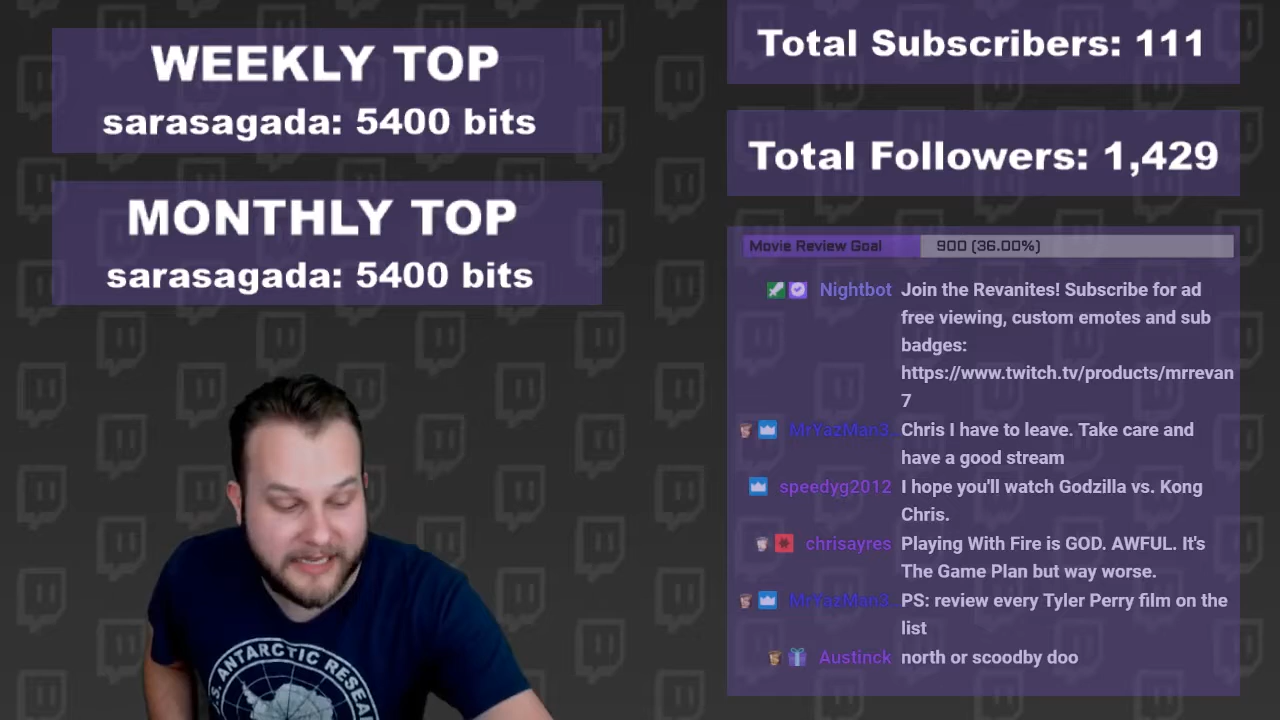 WEEKLY TOP
sarasagada: 5400 bits
MONTHLY TOP
sarasagada: 5400 bits
Total Subscribers: 111
Total Followers: 1,429
Movie Review Goal 900 (36.00%)
Nightbot Join the Revanites! Subscribe for ad
free viewing, custom emotes and sub
badges:
https://www.twitch.tv/products/mrrevan
7
MrYazMan3.. Chris I have to leave. Take care and
have a good stream
speedyg2012 I hope you'll watch Godzilla vs. Kong
Chris.
chrisayres Playing With Fire is GOD. AWFUL. It's
The Game Plan but way worse.
MrYazMan3.. PS: review every Tyler Perry film on the
list
Austinck north or scoodby doo
U.S. ANTARCTIC RESEA